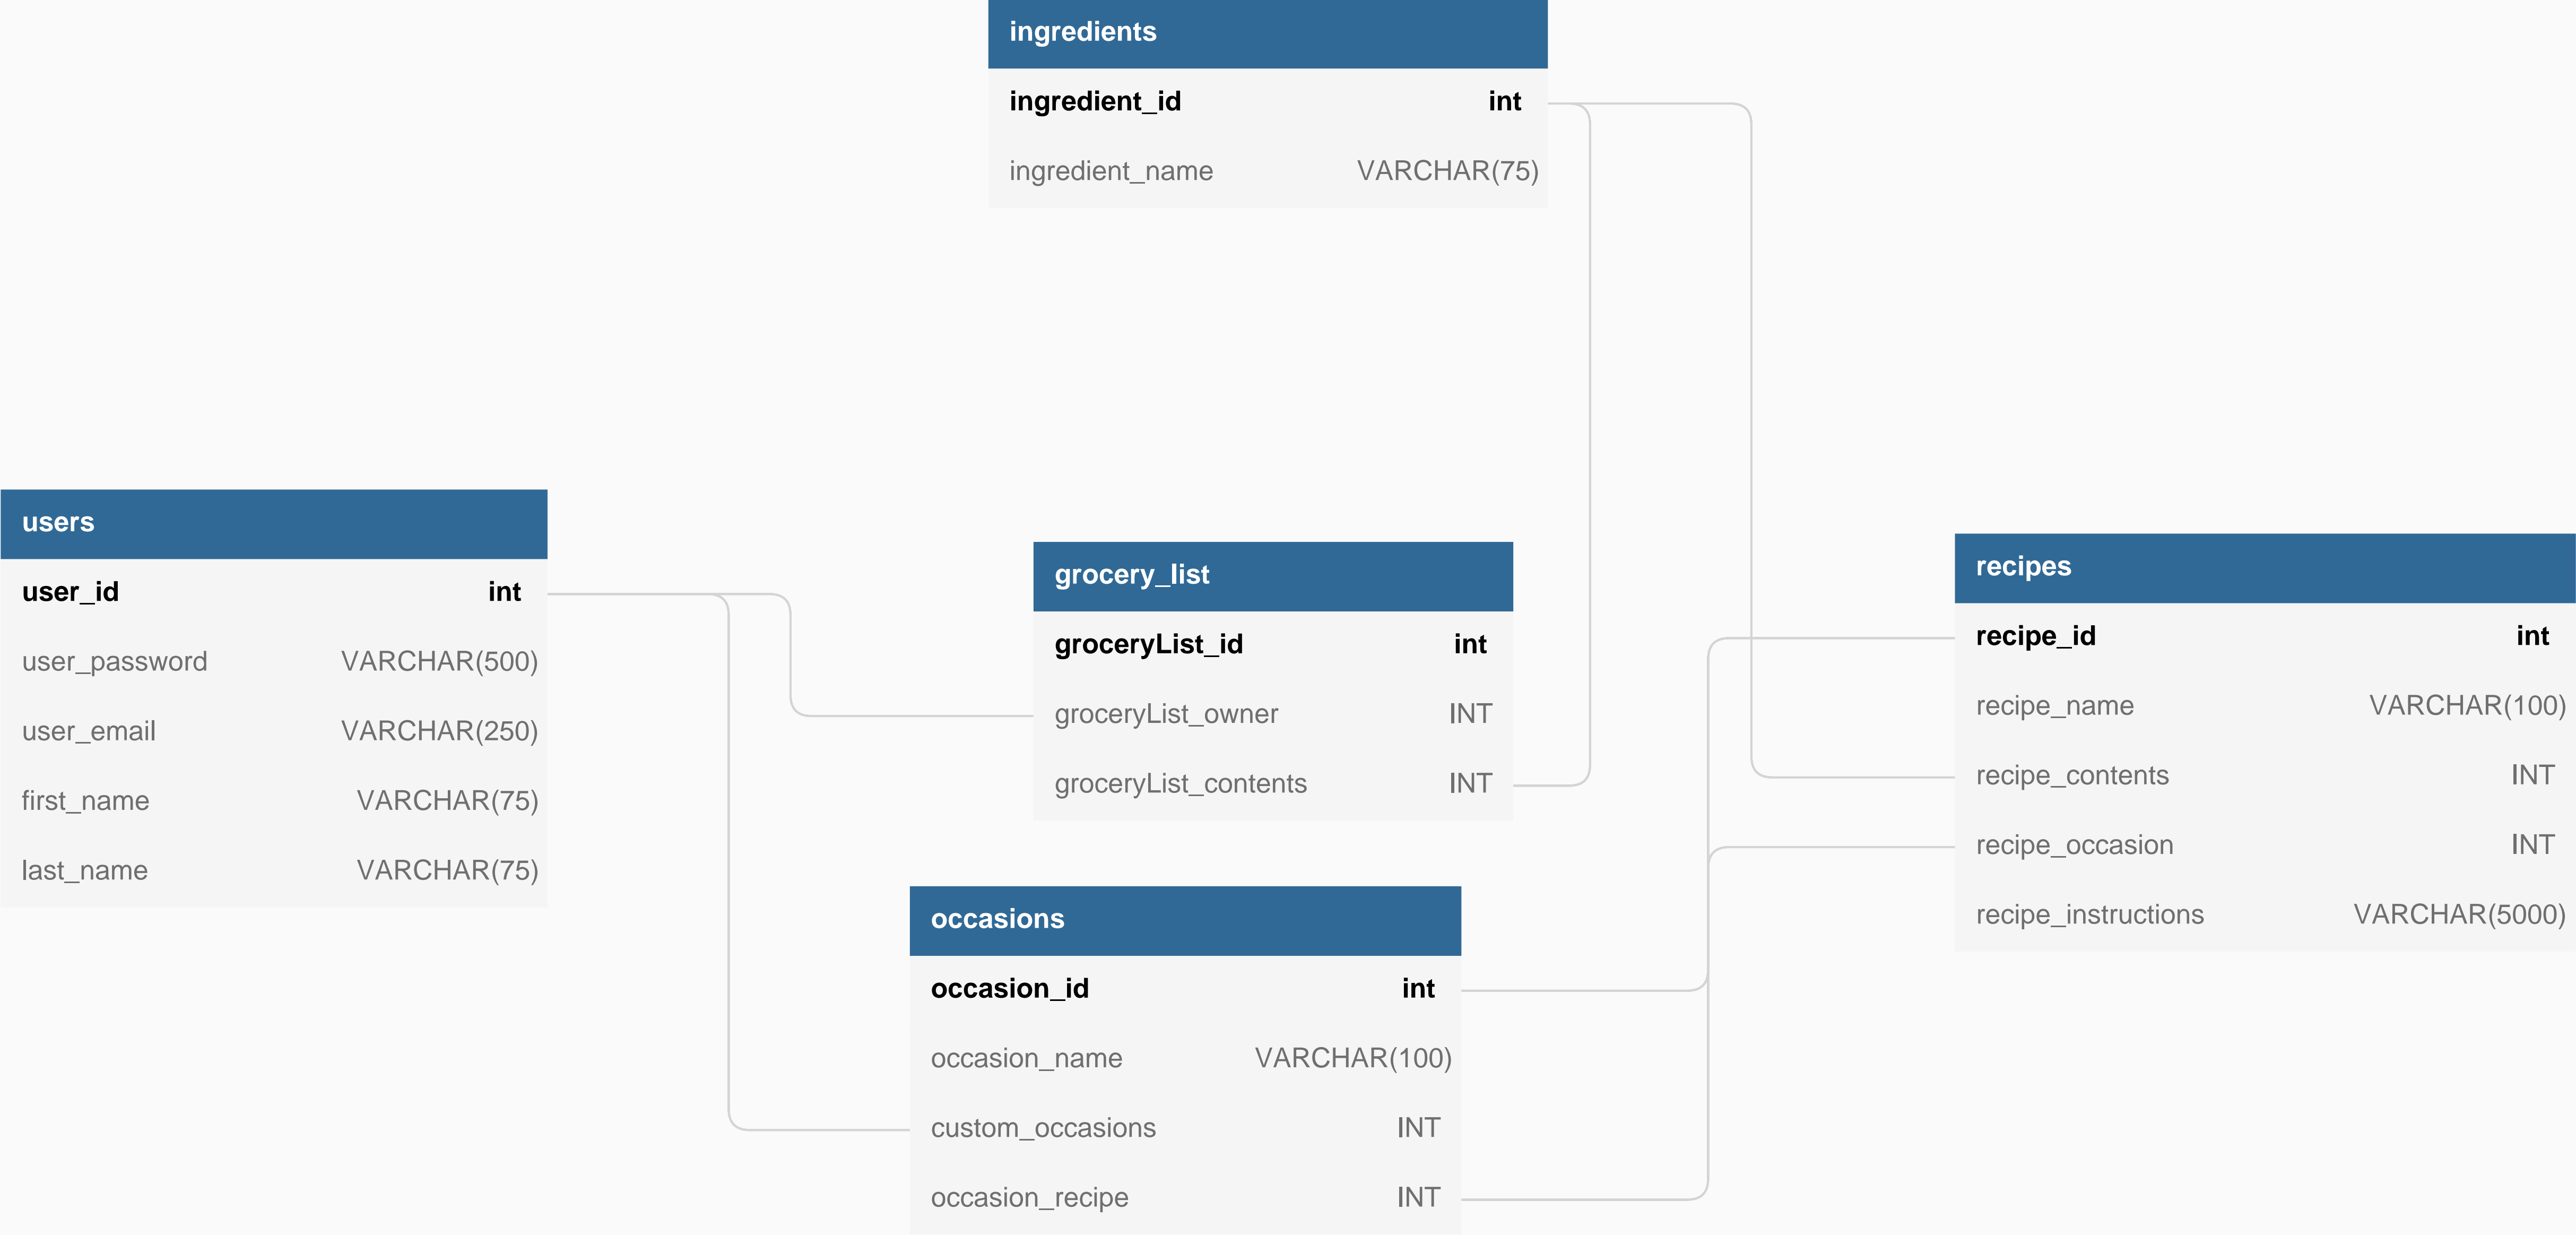 ingredients
ingredient_id int
ingredient_name VARCHAR(75)
users
user_id int
user_password VARCHAR(500)
user_email VARCHAR(250)
first_name VARCHAR(75)
last_name VARCHAR(75)
grocery_list
groceryList_id int
groceryList_owner INT
groceryList_contents INT
recipes
recipe_id int
recipe_name VARCHAR(100)
recipe_contents INT
recipe_occasion INT
recipe_instructions VARCHAR(5000)
occasions
occasion_id int
occasion_name VARCHAR(100)
custom_occasions INT
occasion_recipe INT